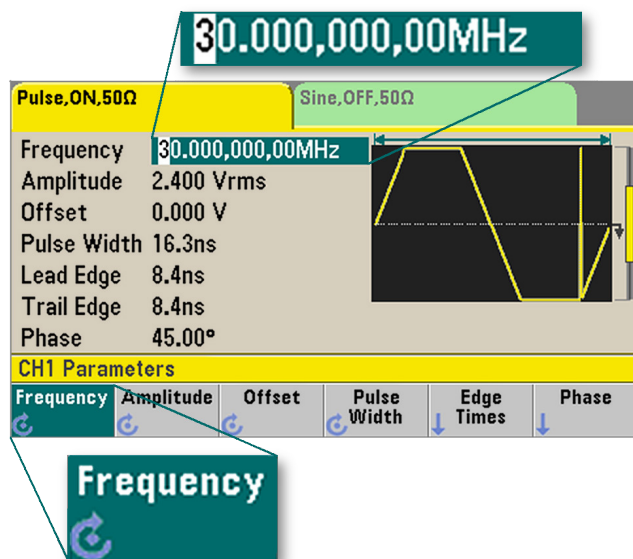 30.000,000,00MHz
Pulse,ON,50Ω
Sine,OFF,50Ω
Frequency 30.000,000,00MHz
Amplitude 2.400 Vrms
Offset 0.000 V
Pulse Width 16.3ns
Lead Edge 8.4ns
Trail Edge 8.4ns
Phase 45.00°
CH1 Parameters
Frequency
Amplitude
Offset
Pulse
Width
Edge
Times
Phase
Frequency